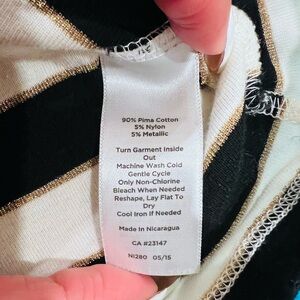 90% Pima Cotton
5% Nylon
5% Metallic
Turn Garment Inside
Out
Machine Wash Cold
Gentle Cycle
Only Non-Chlorine
Bleach When Needed
Reshape, Lay Flat To
Dry
Cool Iron If Needed
Made In Nicaragua
CA #23147
NI280 05/15